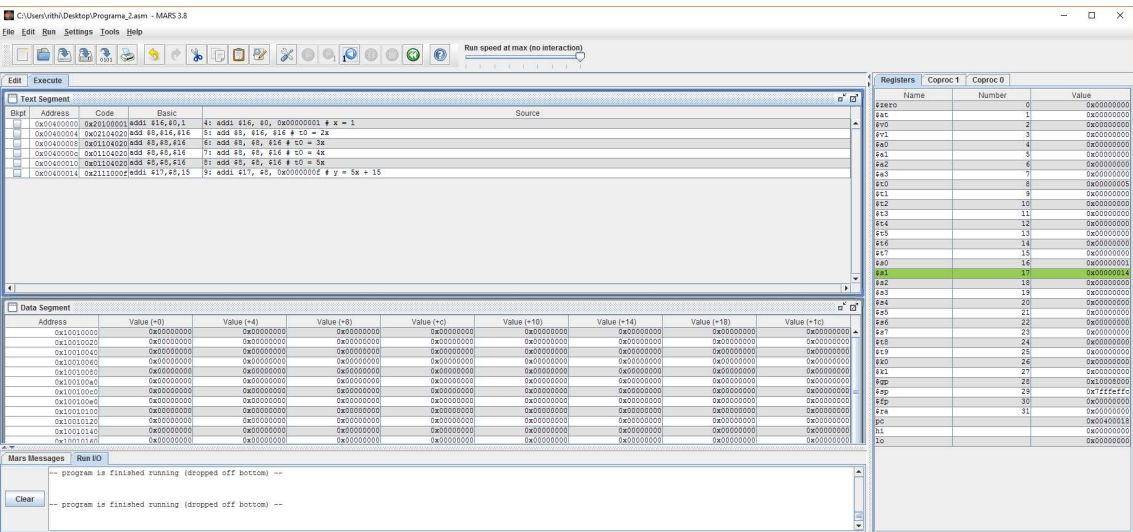 C:\Users\rithi\Desktop\Programa_2.asm - MARS 3.8
File Edit Run Settings Tools Help
Run speed at max (no interaction)
Edit Execute
Text Segment
Bkpt Address Code Basic Source
0x00400000 0x20100001 addi $16,$0,1 4: addi $16, $0, 0x00000001 # x = 1
0x00400004 0x02104020 add $8,$16,$16 5: add $8, $16, $16 # t0 = 2x
0x00400008 0x01104020 add $8,$8,$16 6: add $8, $8, $16 # t0 = 3x
0x0040000c 0x01104020 add $8,$8,$16 7: add $8, $8, $16 # t0 = 4x
0x00400010 0x01104020 add $8,$8,$16 8: add $8, $8, $16 # t0 = 5x
0x00400014 0x2111000f addi $17,$8,15 9: addi $17, $8, 0x0000000f # y = 5x + 15
Data Segment
Address Value (+0) Value (+4) Value (+8) Value (+c) Value (+10) Value (+14) Value (+18) Value (+1c)
0x10010000 0x00000000 0x00000000 0x00000000 0x00000000 0x00000000 0x00000000 0x00000000 0x00000000
0x10010020 0x00000000 0x00000000 0x00000000 0x00000000 0x00000000 0x00000000 0x00000000 0x00000000
0x10010040 0x00000000 0x00000000 0x00000000 0x00000000 0x00000000 0x00000000 0x00000000 0x00000000
0x10010060 0x00000000 0x00000000 0x00000000 0x00000000 0x00000000 0x00000000 0x00000000 0x00000000
0x10010080 0x00000000 0x00000000 0x00000000 0x00000000 0x00000000 0x00000000 0x00000000 0x00000000
0x100100a0 0x00000000 0x00000000 0x00000000 0x00000000 0x00000000 0x00000000 0x00000000 0x00000000
0x100100c0 0x00000000 0x00000000 0x00000000 0x00000000 0x00000000 0x00000000 0x00000000 0x00000000
0x100100e0 0x00000000 0x00000000 0x00000000 0x00000000 0x00000000 0x00000000 0x00000000 0x00000000
0x10010100 0x00000000 0x00000000 0x00000000 0x00000000 0x00000000 0x00000000 0x00000000 0x00000000
0x10010120 0x00000000 0x00000000 0x00000000 0x00000000 0x00000000 0x00000000 0x00000000 0x00000000
0x10010140 0x00000000 0x00000000 0x00000000 0x00000000 0x00000000 0x00000000 0x00000000 0x00000000
0x10010160 0x00000000 0x00000000 0x00000000 0x00000000 0x00000000 0x00000000 0x00000000 0x00000000
Mars Messages Run I/O
-- program is finished running (dropped off bottom) --
Clear
-- program is finished running (dropped off bottom) --
Registers Coproc 1 Coproc 0
Name Number Value
$zero 0 0x00000000
$at 1 0x00000000
$v0 2 0x00000000
$v1 3 0x00000000
$a0 4 0x00000000
$a1 5 0x00000000
$a2 6 0x00000000
$a3 7 0x00000000
$t0 8 0x00000005
$t1 9 0x00000000
$t2 10 0x00000000
$t3 11 0x00000000
$t4 12 0x00000000
$t5 13 0x00000000
$t6 14 0x00000000
$t7 15 0x00000000
$s0 16 0x00000001
$s1 17 0x00000014
$s2 18 0x00000000
$s3 19 0x00000000
$s4 20 0x00000000
$s5 21 0x00000000
$s6 22 0x00000000
$s7 23 0x00000000
$t8 24 0x00000000
$t9 25 0x00000000
$k0 26 0x00000000
$k1 27 0x00000000
$gp 28 0x10008000
$sp 29 0x7fffeffc
$fp 30 0x00000000
$ra 31 0x00000000
pc 0x00400018
hi 0x00000000
lo 0x00000000